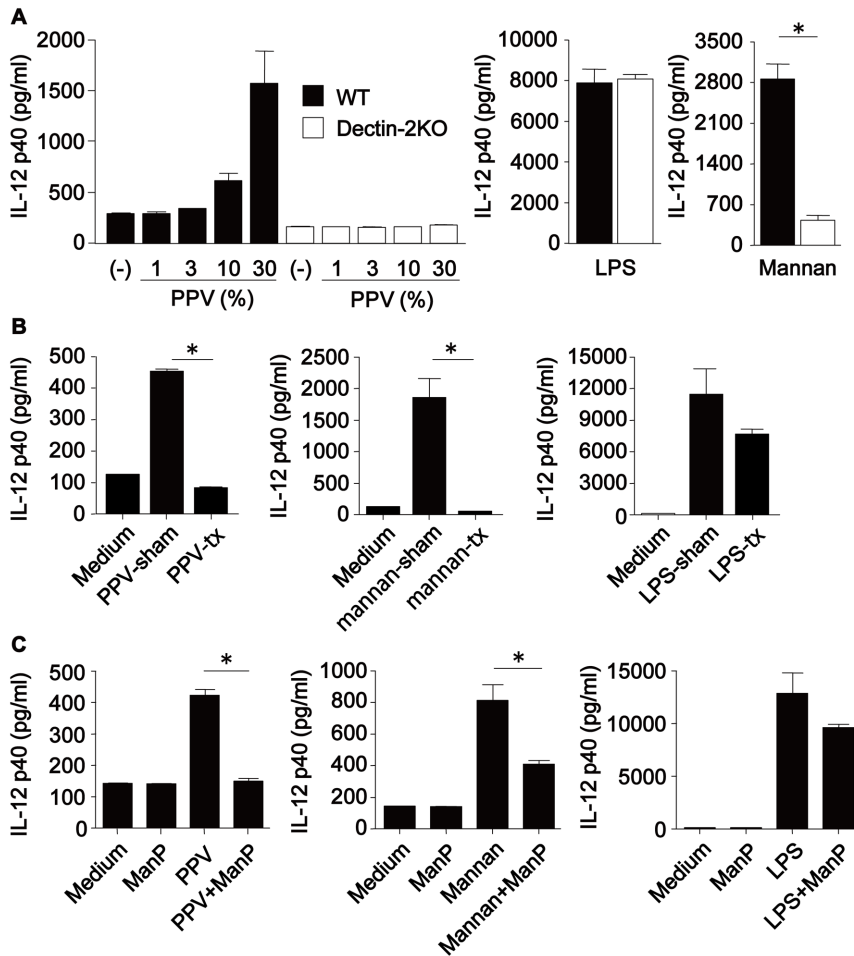 A
IL-12 p40 (pg/ml)
2000
1500
1000
500
0
(-) 1 3 10 30 (-) 1 3 10 30
PPV (%) PPV (%)
WT
Dectin-2KO
IL-12 p40 (pg/ml)
10000
8000
6000
4000
2000
0
LPS
IL-12 p40 (pg/ml)
3500
2800
2100
1400
700
0
*
Mannan
B
IL-12 p40 (pg/ml)
500
400
300
200
100
0
*
Medium
PPV-sham
PPV-tx
IL-12 p40 (pg/ml)
2500
2000
1500
1000
500
0
*
Medium
mannan-sham
mannan-tx
IL-12 p40 (pg/ml)
15000
12000
9000
6000
3000
0
Medium
LPS-sham
LPS-tx
C
IL-12 p40 (pg/ml)
500
400
300
200
100
0
*
Medium
ManP
PPV
PPV+ManP
IL-12 p40 (pg/ml)
1000
800
600
400
200
0
*
Medium
ManP
Mannan
Mannan+ManP
IL-12 p40 (pg/ml)
15000
10000
5000
0
Medium
ManP
LPS
LPS+ManP